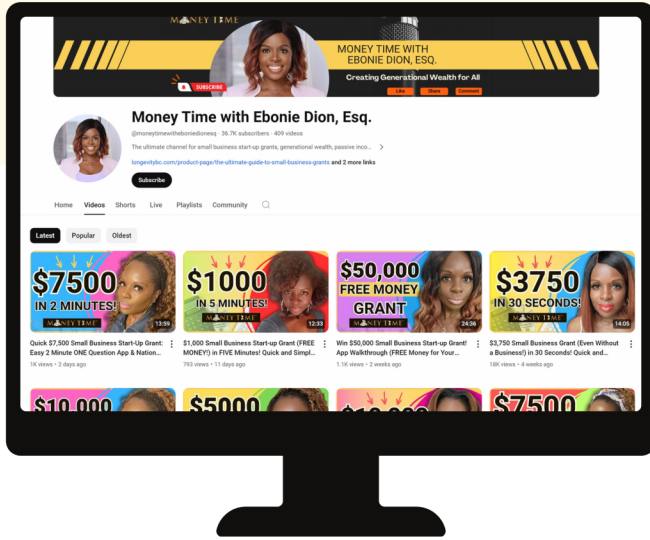 MONEY TIME
MONEY TIME WITH
EBONIE DION, ESQ.
Creating Generational Wealth for All
SUBSCRIBE
Like
Share
Comment
Money Time with Ebonie Dion, Esq.
@moneytimewitheboniedionesq · 36.7K subscribers · 409 videos
The ultimate channel for small business start-up grants, generational wealth, passive inco...
longevitybc.com/product-page/the-ultimate-guide-to-small-business-grants and 2 more links
Subscribe
Home Videos Shorts Live Playlists Community
Latest Popular Oldest
$7500
IN 2 MINUTES!
MONEY TIME
13:59
$1000
IN 5 MINUTES!
MONEY TIME
12:33
$50,000
FREE MONEY
GRANT
MONEY TIME
24:36
$3750
IN 30 SECONDS!
MONEY TIME
14:05
Quick $7,500 Small Business Start-Up Grant:
Easy 2 Minute ONE Question App & Nation...
1K views • 2 days ago
$1,000 Small Business Start-up Grant (FREE
MONEY!) in FIVE Minutes! Quick and Simpl...
793 views • 11 days ago
Win $50,000 Small Business Start-up Grant!
App Walkthrough (FREE Money for Your...
1.1K views • 2 weeks ago
$3,750 Small Business Grant (Even Without
a Business!) in 30 Seconds! Quick and...
18K views • 4 weeks ago
$10,000
$5000
$10,000
$7500